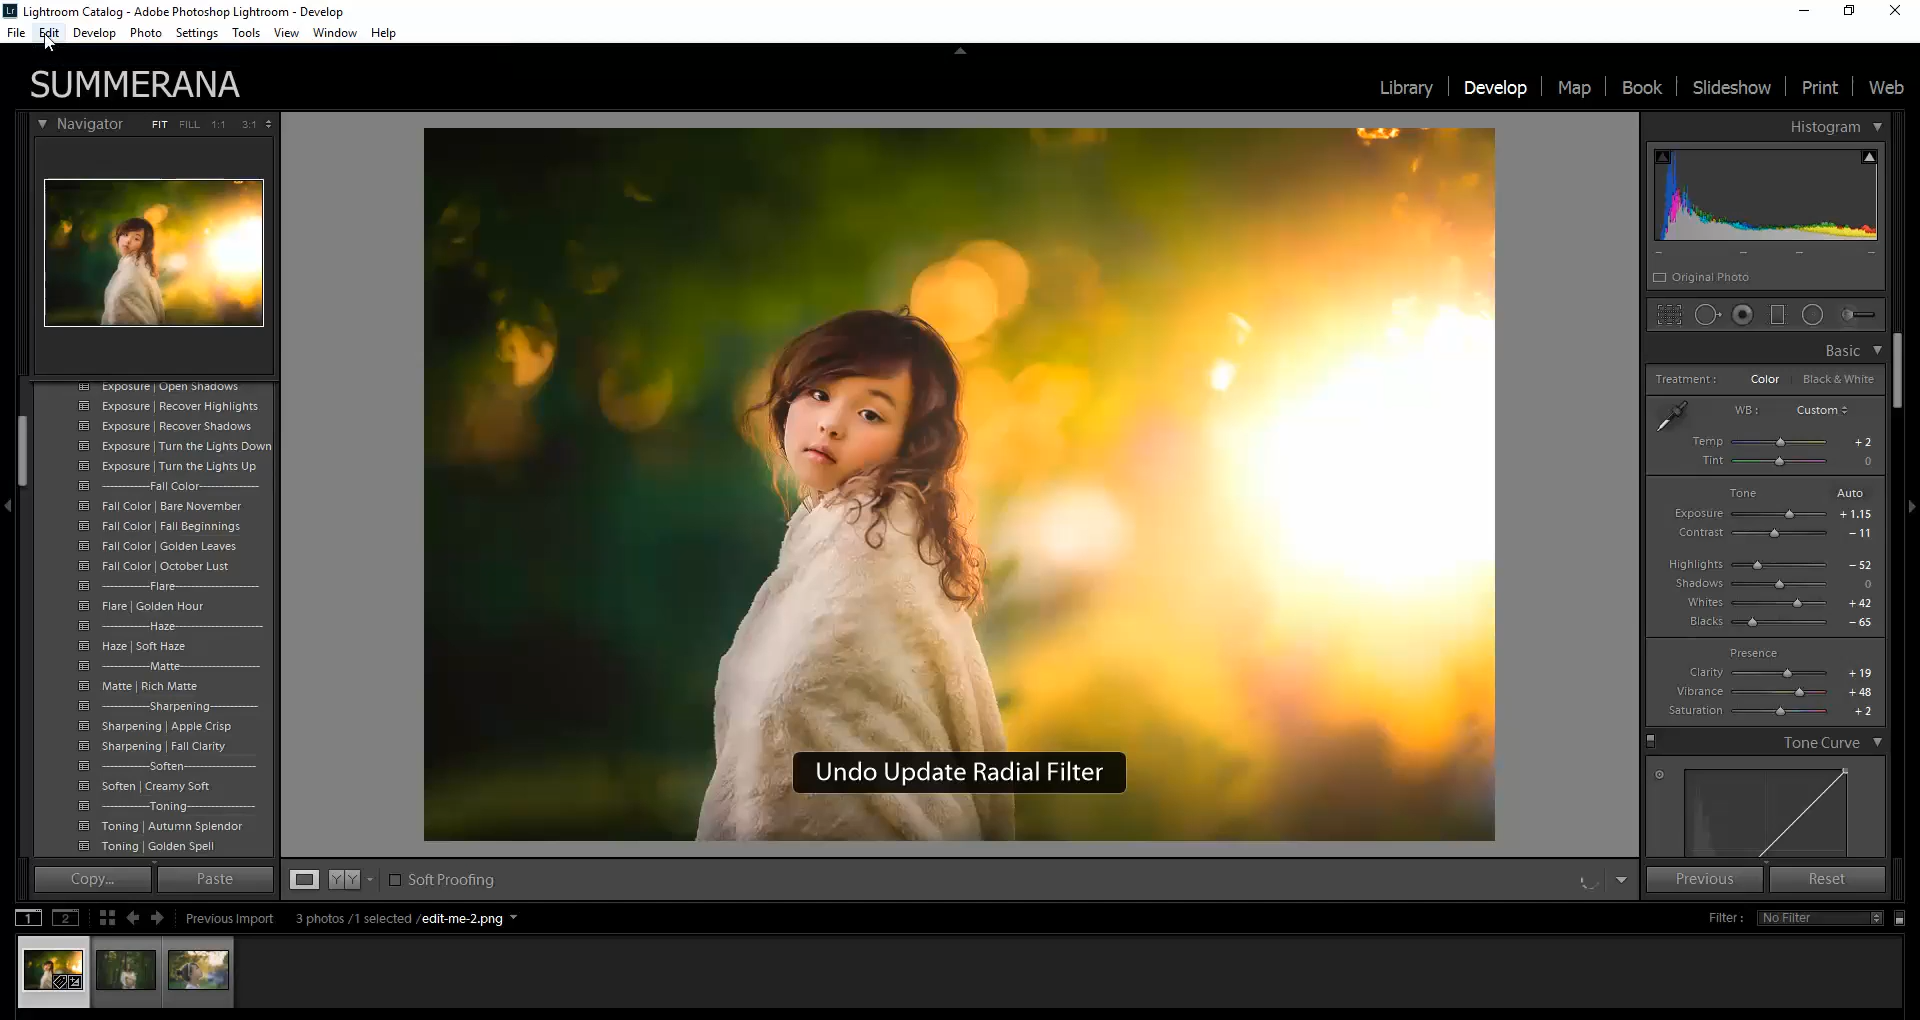 Lr Lightroom Catalog - Adobe Photoshop Lightroom - Develop
File Edit Develop Photo Settings Tools View Window Help
SUMMERANA
Library | Develop | Map | Book | Slideshow | Print | Web
Navigator FIT FILL 1:1 3:1
Exposure | Open Shadows
Exposure | Recover Highlights
Exposure | Recover Shadows
Exposure | Turn the Lights Down
Exposure | Turn the Lights Up
------------Fall Color---------------
Fall Color | Bare November
Fall Color | Fall Beginnings
Fall Color | Golden Leaves
Fall Color | October Lust
------------Flare------------------
Flare | Golden Hour
------------Haze-------------------
Haze | Soft Haze
------------Matte-----------------
Matte | Rich Matte
------------Sharpening----------
Sharpening | Apple Crisp
Sharpening | Fall Clarity
------------Soften---------------
Soften | Creamy Soft
------------Toning---------------
Toning | Autumn Splendor
Toning | Golden Spell
Copy... Paste
Undo Update Radial Filter
Soft Proofing
Histogram
Original Photo
Basic
Treatment : Color Black & White
WB : Custom
Temp + 2
Tint 0
Tone Auto
Exposure + 1.15
Contrast – 11
Highlights – 52
Shadows 0
Whites + 42
Blacks – 65
Presence
Clarity + 19
Vibrance + 48
Saturation + 2
Tone Curve
Previous Reset
1 2 Previous Import 3 photos / 1 selected / edit-me-2.png
Filter : No Filter